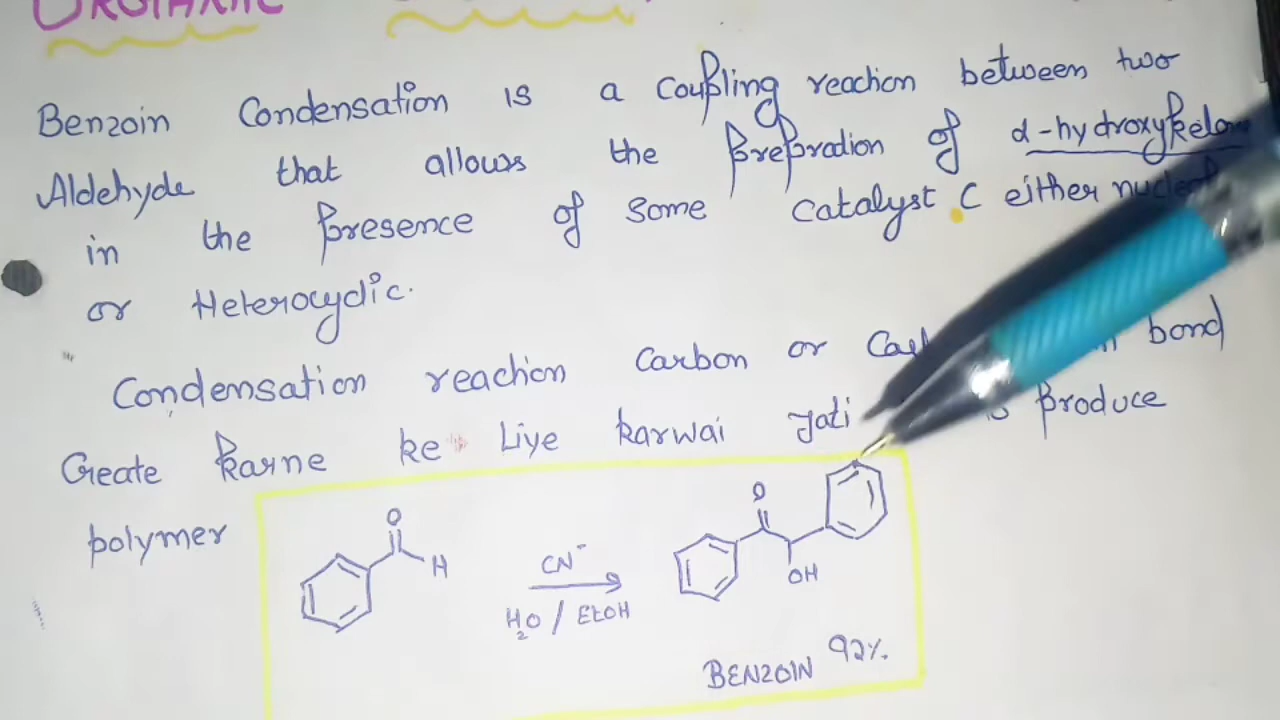 Benzoin Condensation is a Coupling reaction between two
Aldehyde that allows the prepration of α-hydroxyketo
in the presence of some catalyst C either
or Heterocyclic.
Condensation reaction Carbon or bond
Create karne ke liye karwai Jati produce
polymer
O
H
CN⁻
H₂O / EtOH
O
OH
BENZOIN 92%